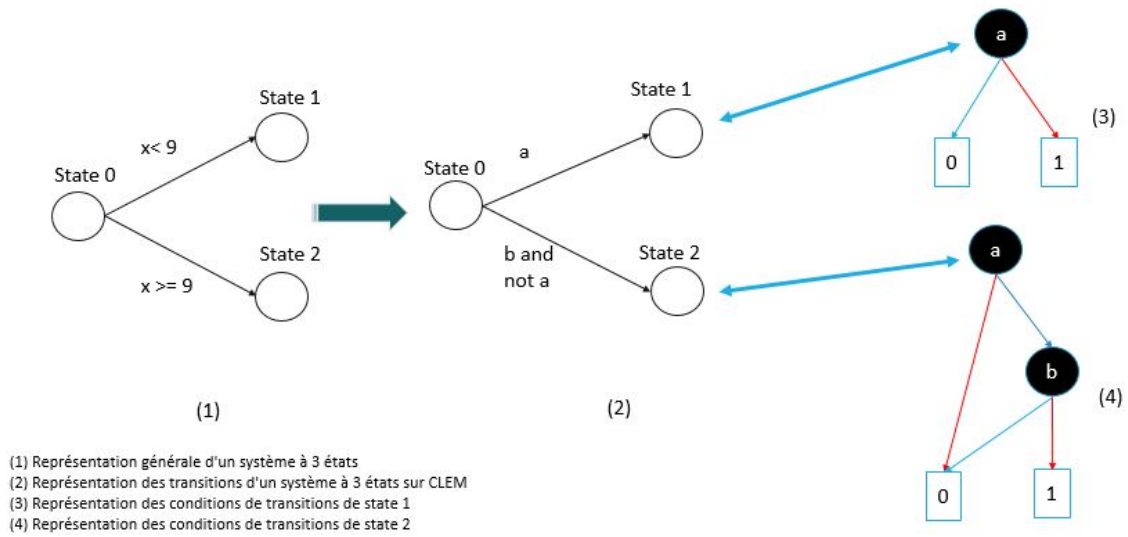 State 0
State 1
State 2
x< 9
x >= 9
(1)
State 0
State 1
State 2
a
b and
not a
(2)
a
0
1
(3)
a
b
0
1
(4)
(1) Représentation générale d'un système à 3 états
(2) Représentation des transitions d'un système à 3 états sur CLEM
(3) Représentation des conditions de transitions de state 1
(4) Représentation des conditions de transitions de state 2